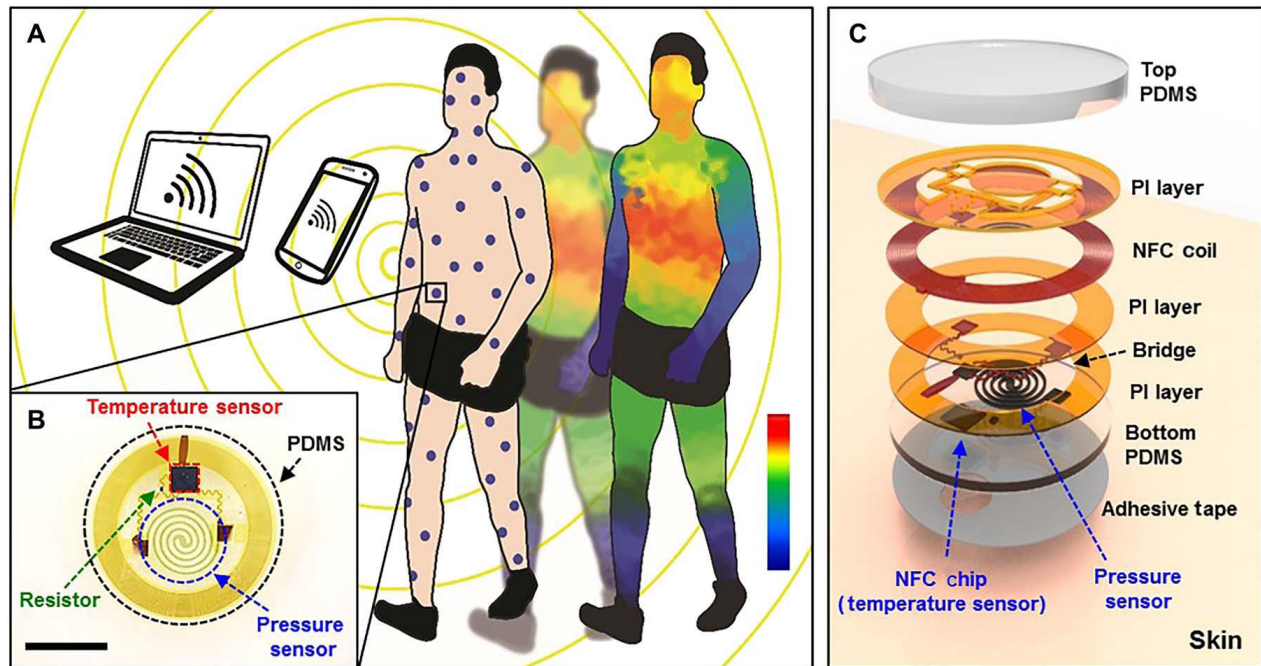 A
B
Temperature sensor
PDMS
Resistor
Pressure
sensor
C
Top
PDMS
PI layer
NFC coil
PI layer
Bridge
PI layer
Bottom
PDMS
Adhesive tape
NFC chip
(temperature sensor)
Pressure
sensor
Skin